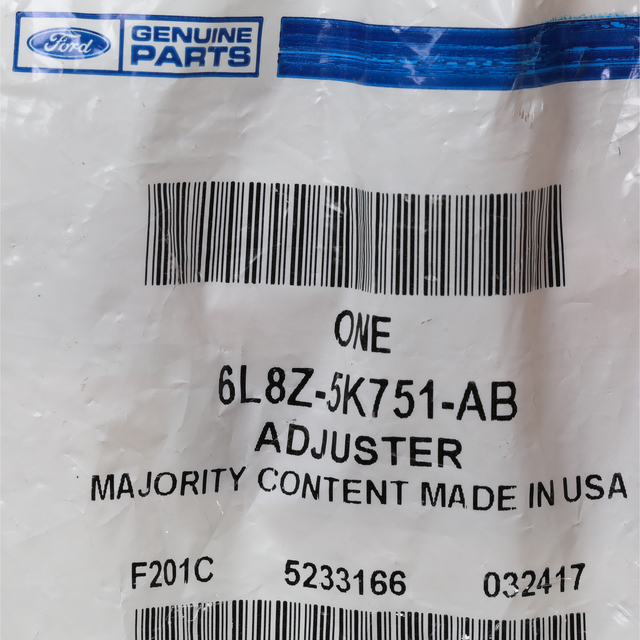 Ford GENUINE
PARTS
ONE
6L8Z-5K751-AB
ADJUSTER
MAJORITY CONTENT MADE IN USA
F201C 5233166 032417